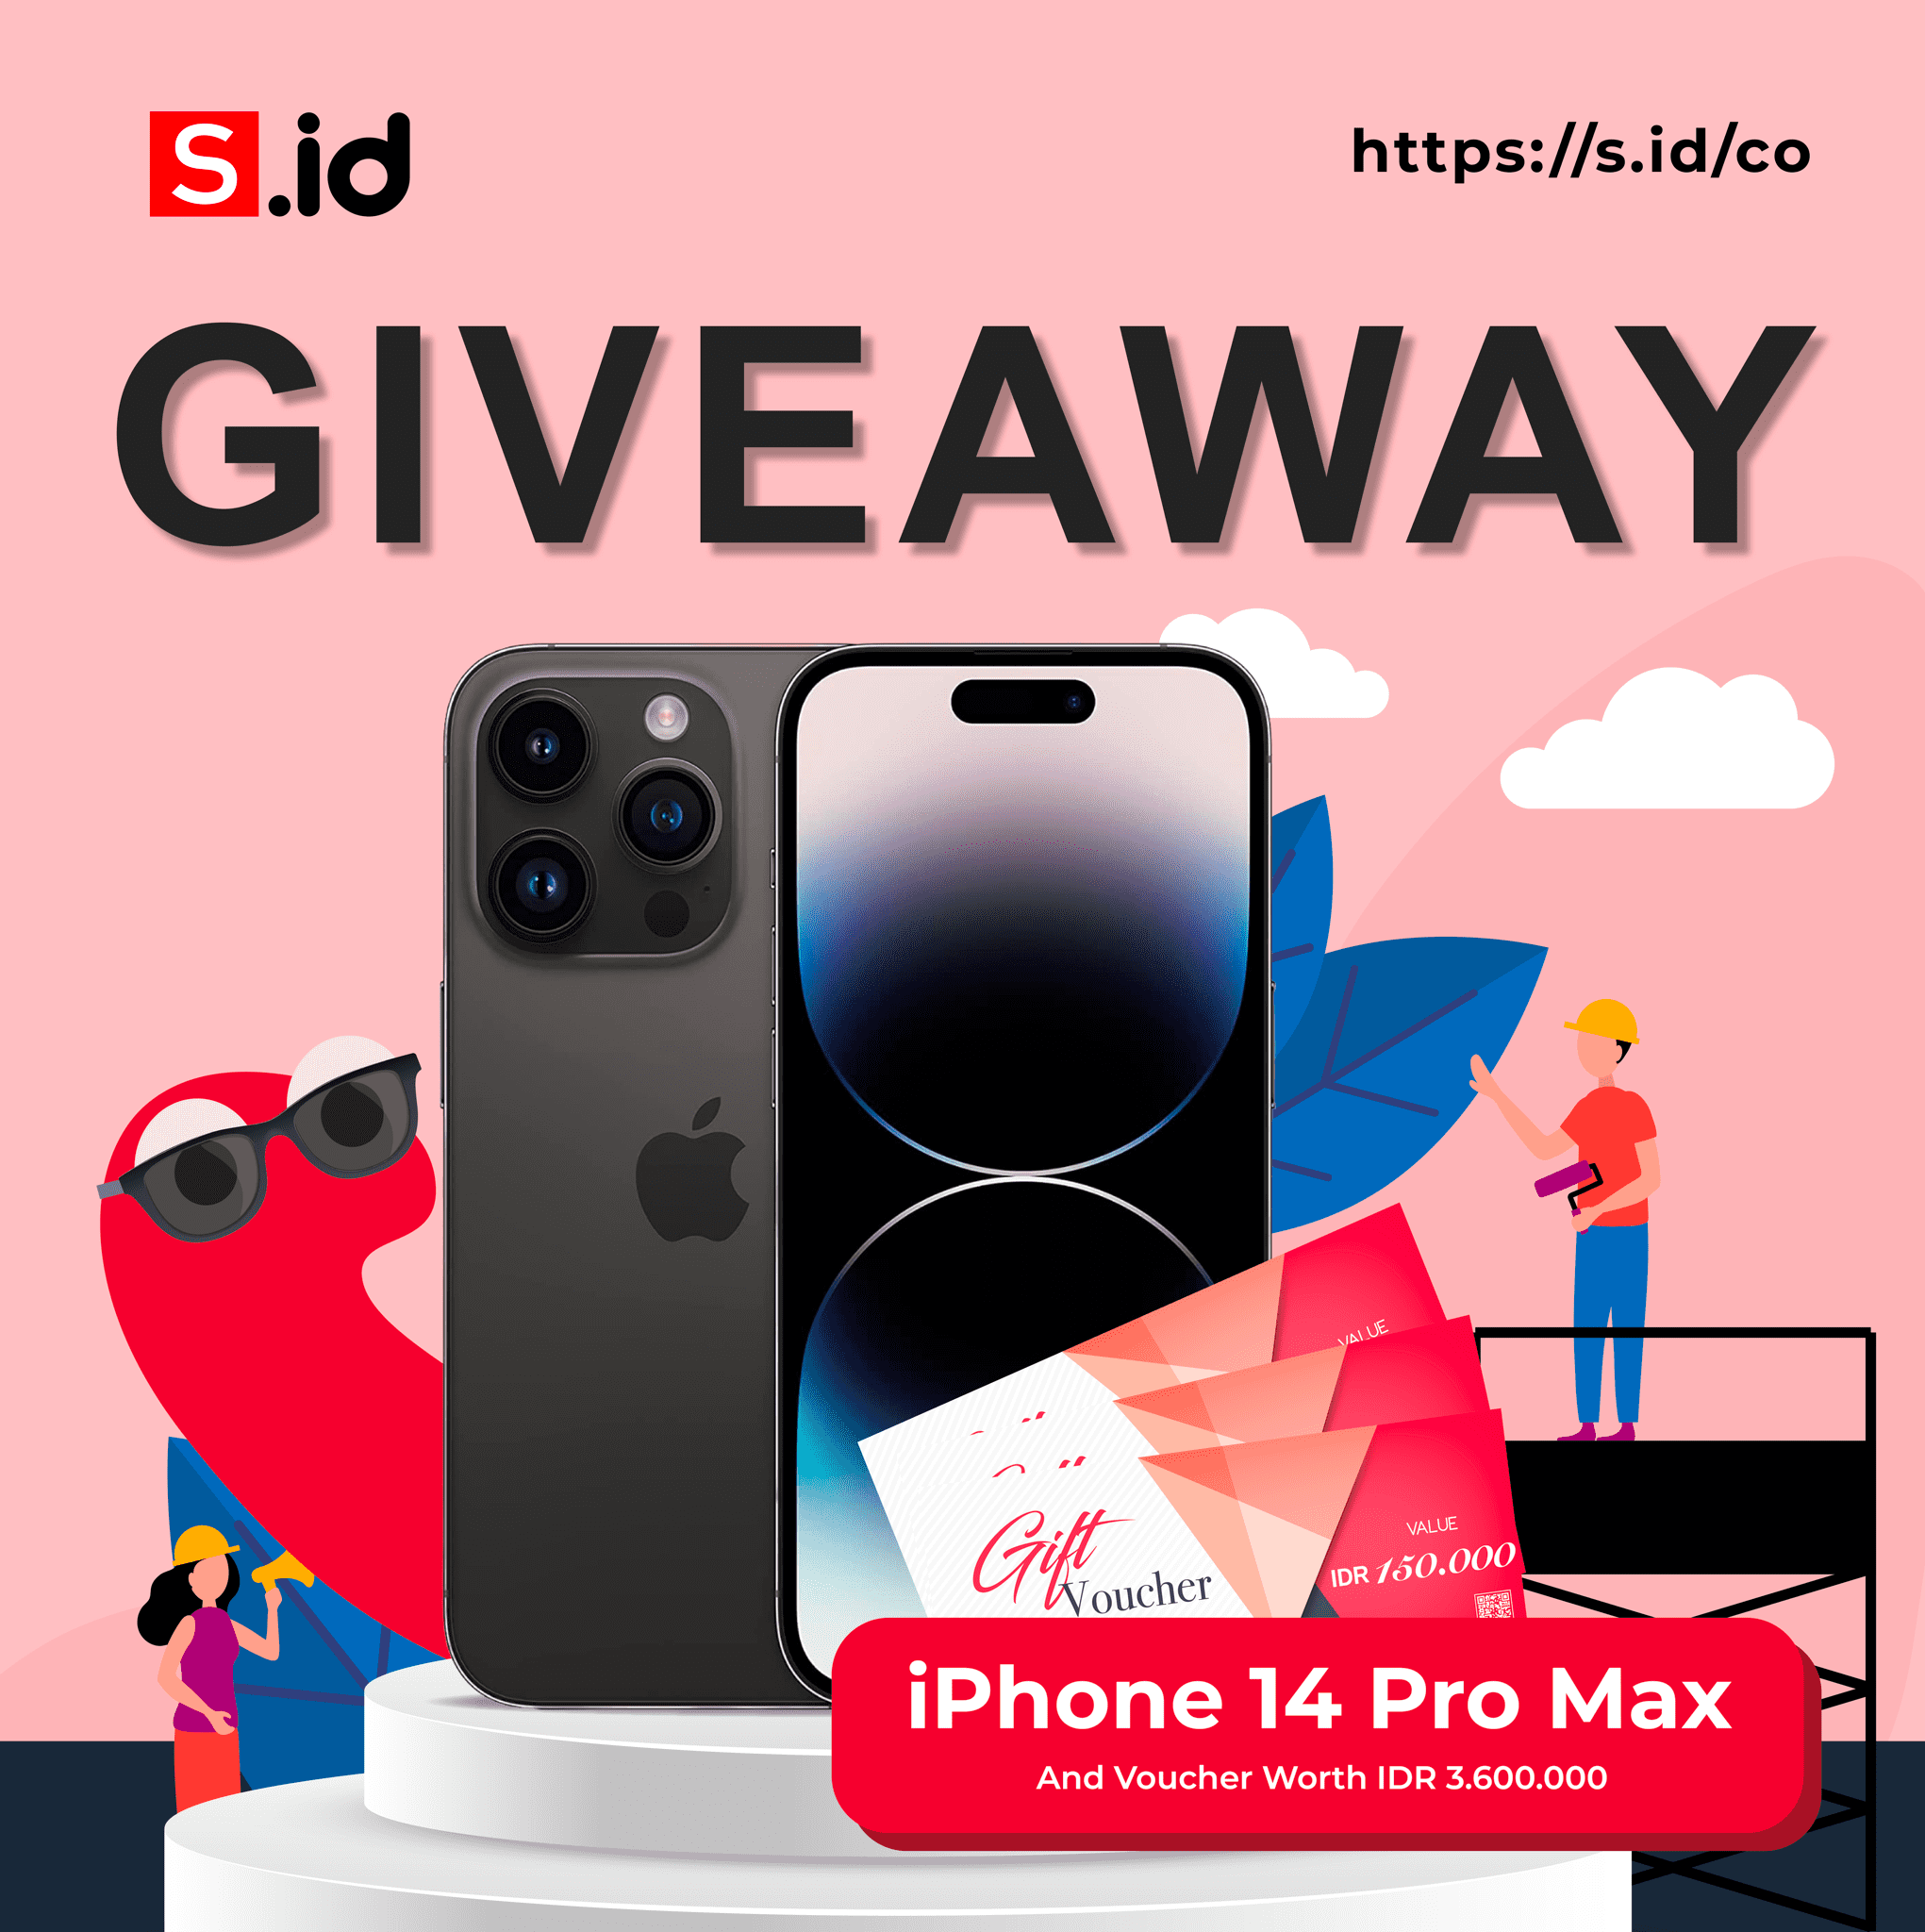 S.id
https://s.id/co
GIVEAWAY
VALUE
Gift
Voucher
VALUE
IDR 150.000
iPhone 14 Pro Max
And Voucher Worth IDR 3.600.000